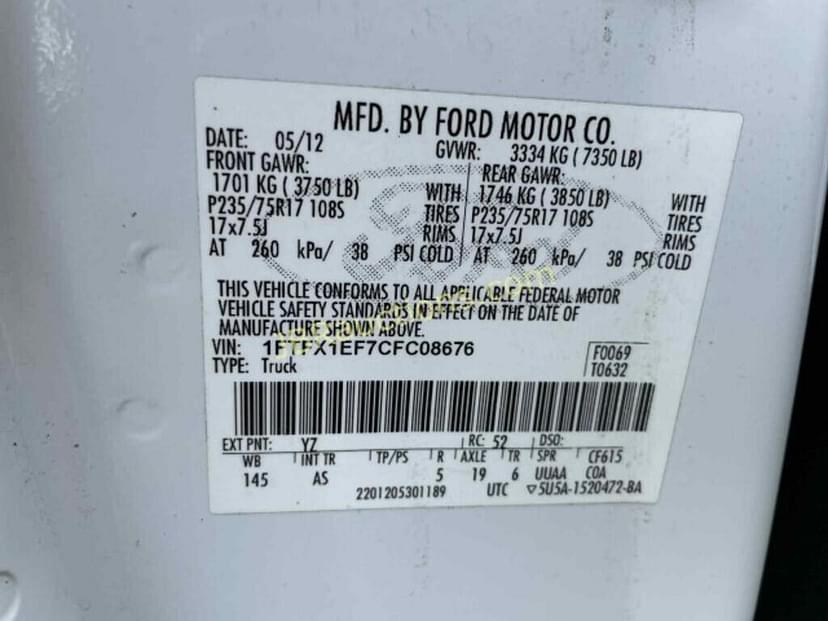 MFD. BY FORD MOTOR CO.
DATE: 05/12 GVWR: 3334 KG ( 7350 LB)
FRONT GAWR: REAR GAWR:
1701 KG ( 3750 LB) WITH 1746 KG ( 3850 LB) WITH
P235/75R17 108S TIRES P235/75R17 108S TIRES
17x7.5J RIMS 17x7.5J RIMS
AT 260 kPa/ 38 PSI COLD AT 260 kPa/ 38 PSI COLD
THIS VEHICLE CONFORMS TO ALL APPLICABLE FEDERAL MOTOR
VEHICLE SAFETY STANDARDS IN EFFECT ON THE DATE OF
MANUFACTURE SHOWN ABOVE.
VIN: F0069
TYPE: Truck T0632
EXT PNT: YZ RC: 52 DSO:
WB INT TR TP/PS R AXLE TR SPR CF615
145 AS 5 19 6 UUAA COA
2201205301189 UTC ▽5U5A-1520472-BA